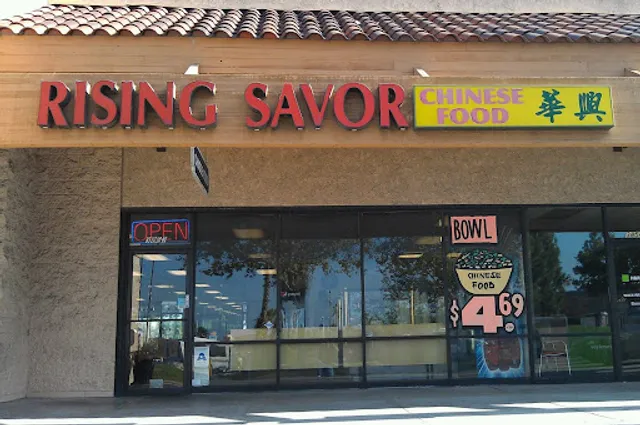 RISING SAVOR
CHINESE
FOOD
華興
OPEN
BOWL
CHINESE
FOOD
$4.69